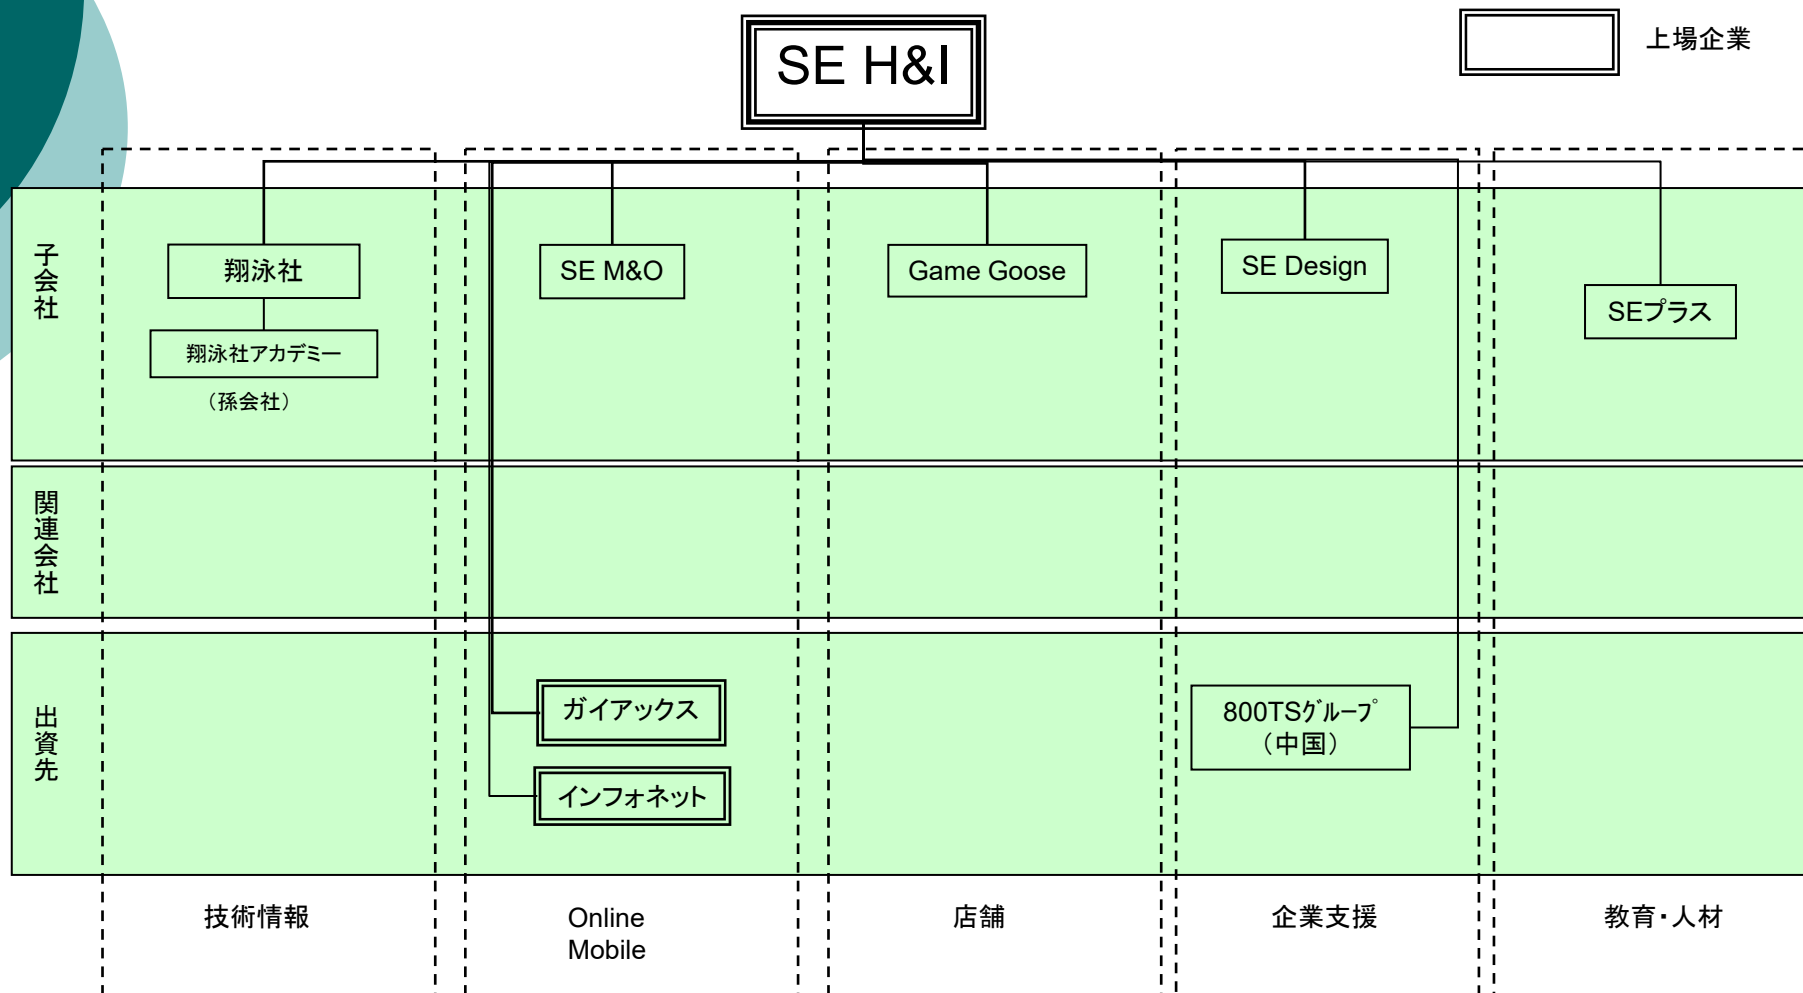 SE H&I
上場企業
子会社
翔泳社
SE M&O
Game Goose
SE Design
SEプラス
翔泳社アカデミー
（孫会社）
関連会社
出資先
ガイアックス
インフォネット
800TSｸﾞﾙｰﾌﾟ
（中国）
技術情報
Online
Mobile
店舗
企業支援
教育・人材